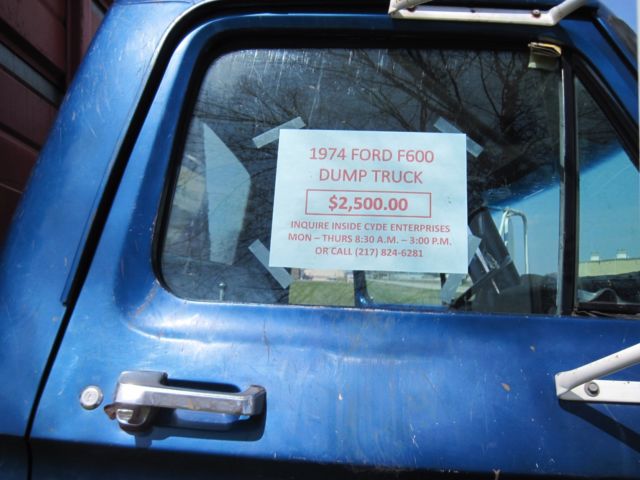 1974 FORD F600
DUMP TRUCK
$2,500.00
INQUIRE INSIDE CYDE ENTERPRISES
MON – THURS 8:30 A.M. – 3:00 P.M.
OR CALL (217) 824-6281